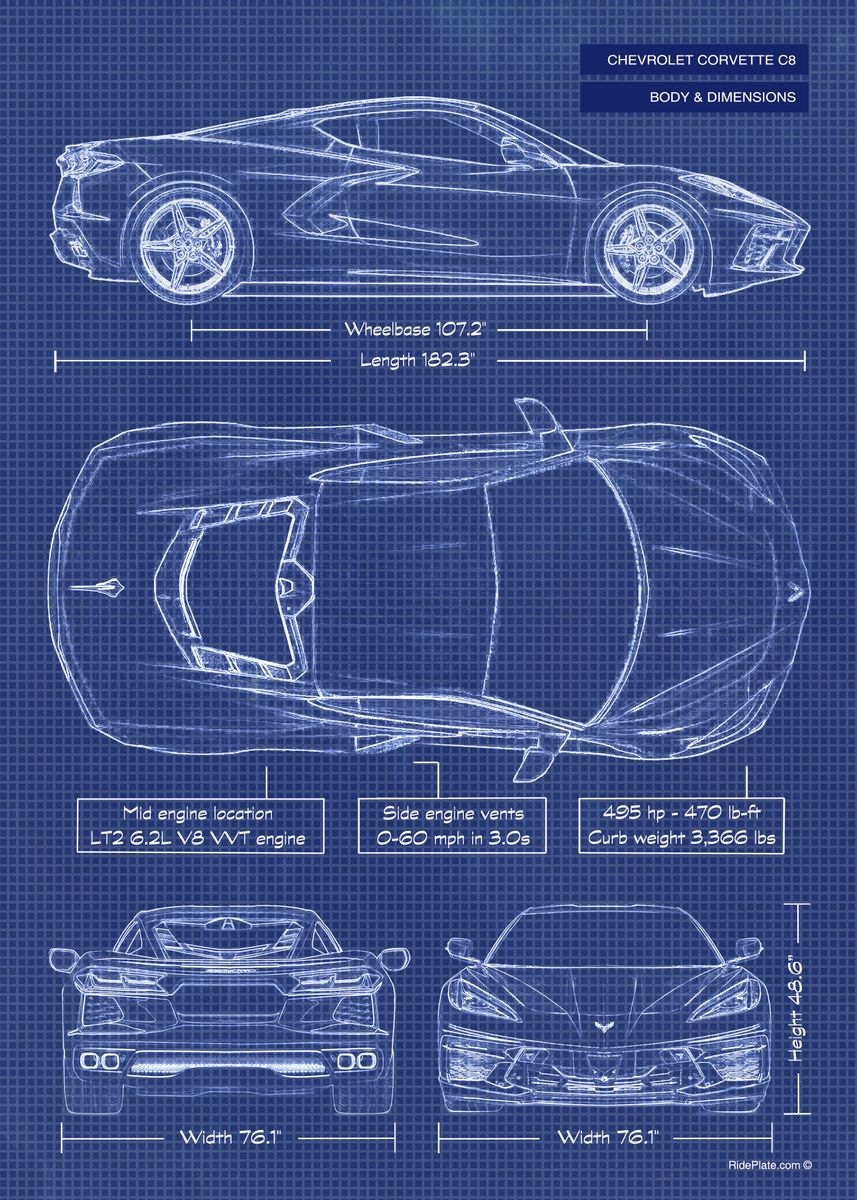 CHEVROLET CORVETTE C8
BODY & DIMENSIONS
Wheelbase 107.2"
Length 182.3"
Mid engine location
LT2 6.2L V8 VVT engine
Side engine vents
0-60 mph in 3.0s
495 hp - 470 lb-ft
Curb weight 3,366 lbs
Height 48.6"
Width 76.1"
Width 76.1"
RidePlate.com ©